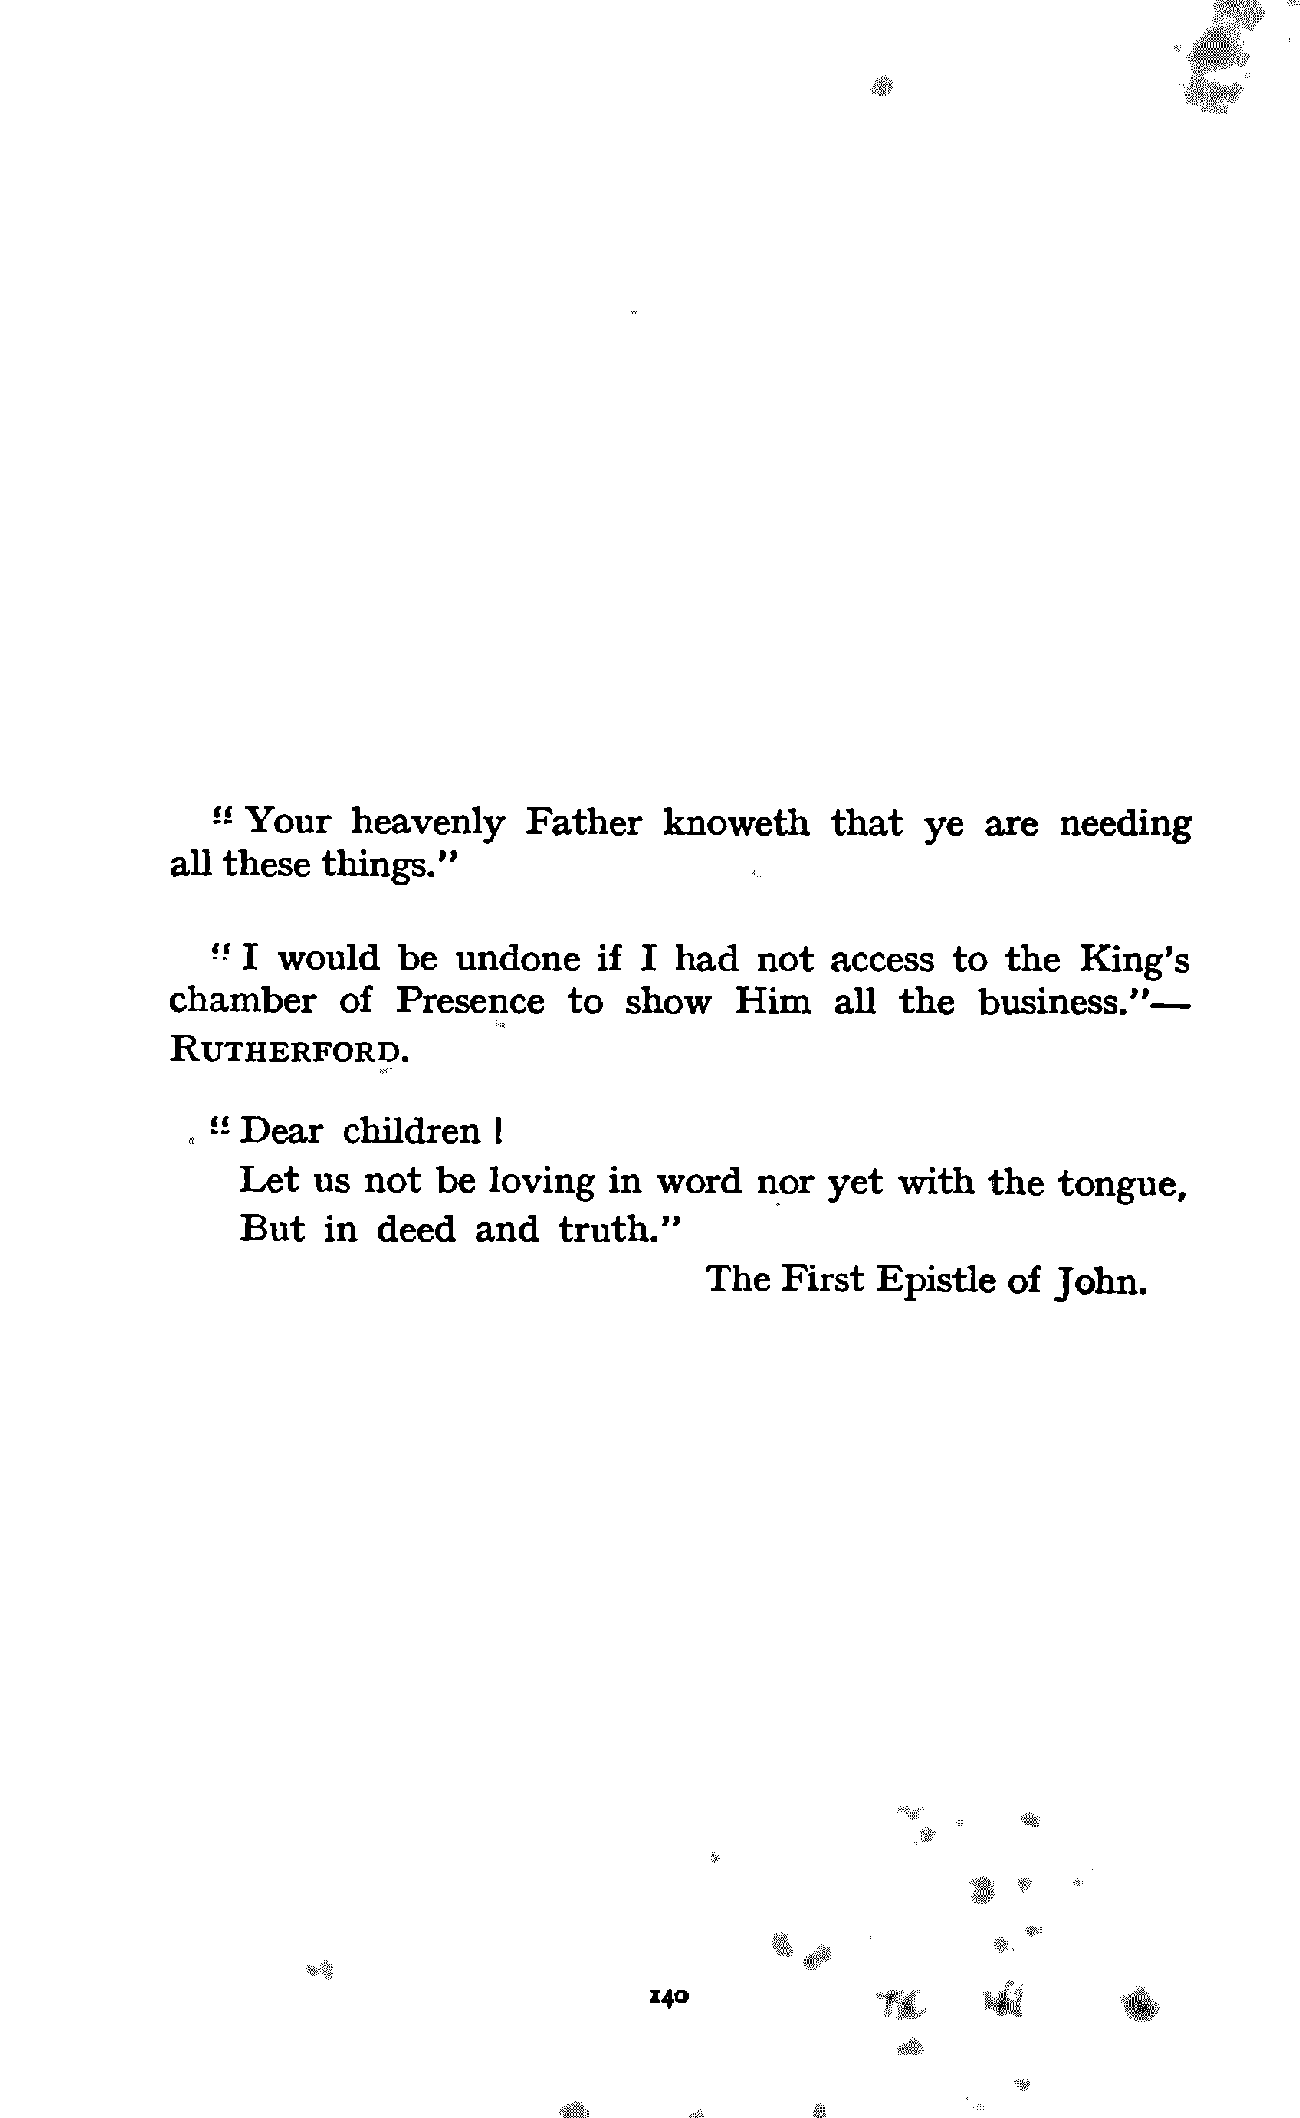 " Your heavenly Father knoweth that ye are needing
all these things."
" I would be undone if I had not access to the King's
chamber of Presence to show Him all the business."—
RUTHERFORD.
" Dear children !
Let us not be loving in word nor yet with the tongue,
But in deed and truth."
The First Epistle of John.
140